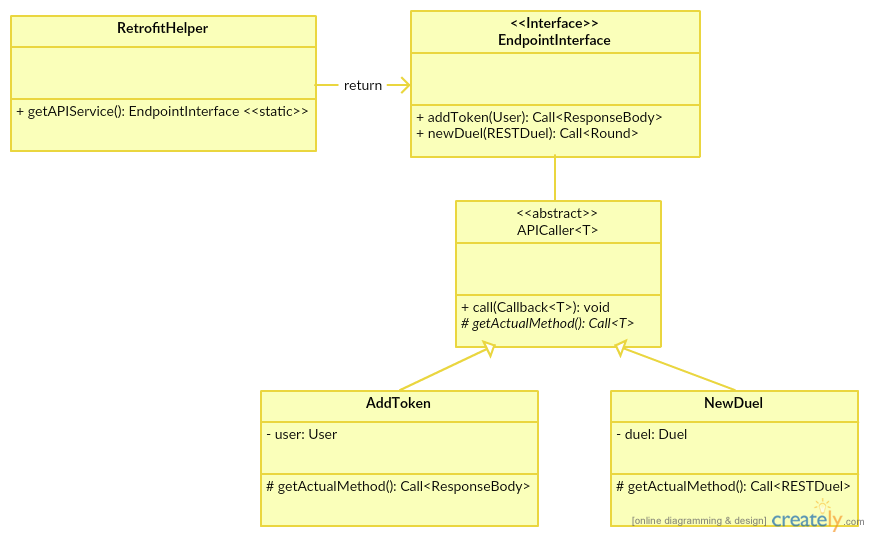 RetrofitHelper
+ getAPIService(): EndpointInterface <<static>>
return
<<Interface>>
EndpointInterface
+ addToken(User): Call<ResponseBody>
+ newDuel(RESTDuel): Call<Round>
<<abstract>>
APICaller<T>
+ call(Callback<T>): void
# getActualMethod(): Call<T>
AddToken
- user: User
# getActualMethod(): Call<ResponseBody>
NewDuel
- duel: Duel
# getActualMethod(): Call<RESTDuel>
[online diagramming & design] creately.com